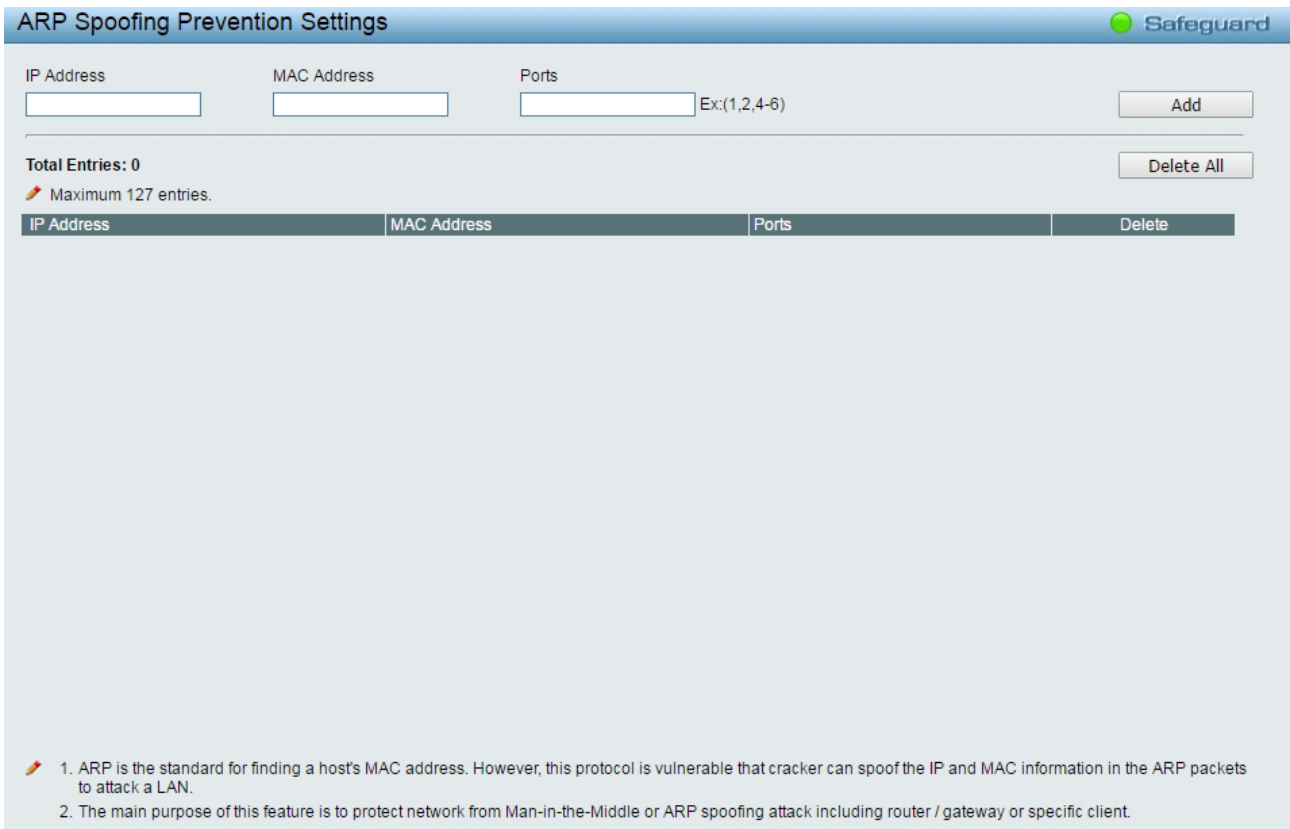 ARP Spoofing Prevention Settings
Safeguard
IP Address MAC Address Ports
Ex:(1,2,4-6) Add
Total Entries: 0 Delete All
Maximum 127 entries.
IP Address MAC Address Ports Delete
1. ARP is the standard for finding a host's MAC address. However, this protocol is vulnerable that cracker can spoof the IP and MAC information in the ARP packets
to attack a LAN.
2. The main purpose of this feature is to protect network from Man-in-the-Middle or ARP spoofing attack including router / gateway or specific client.